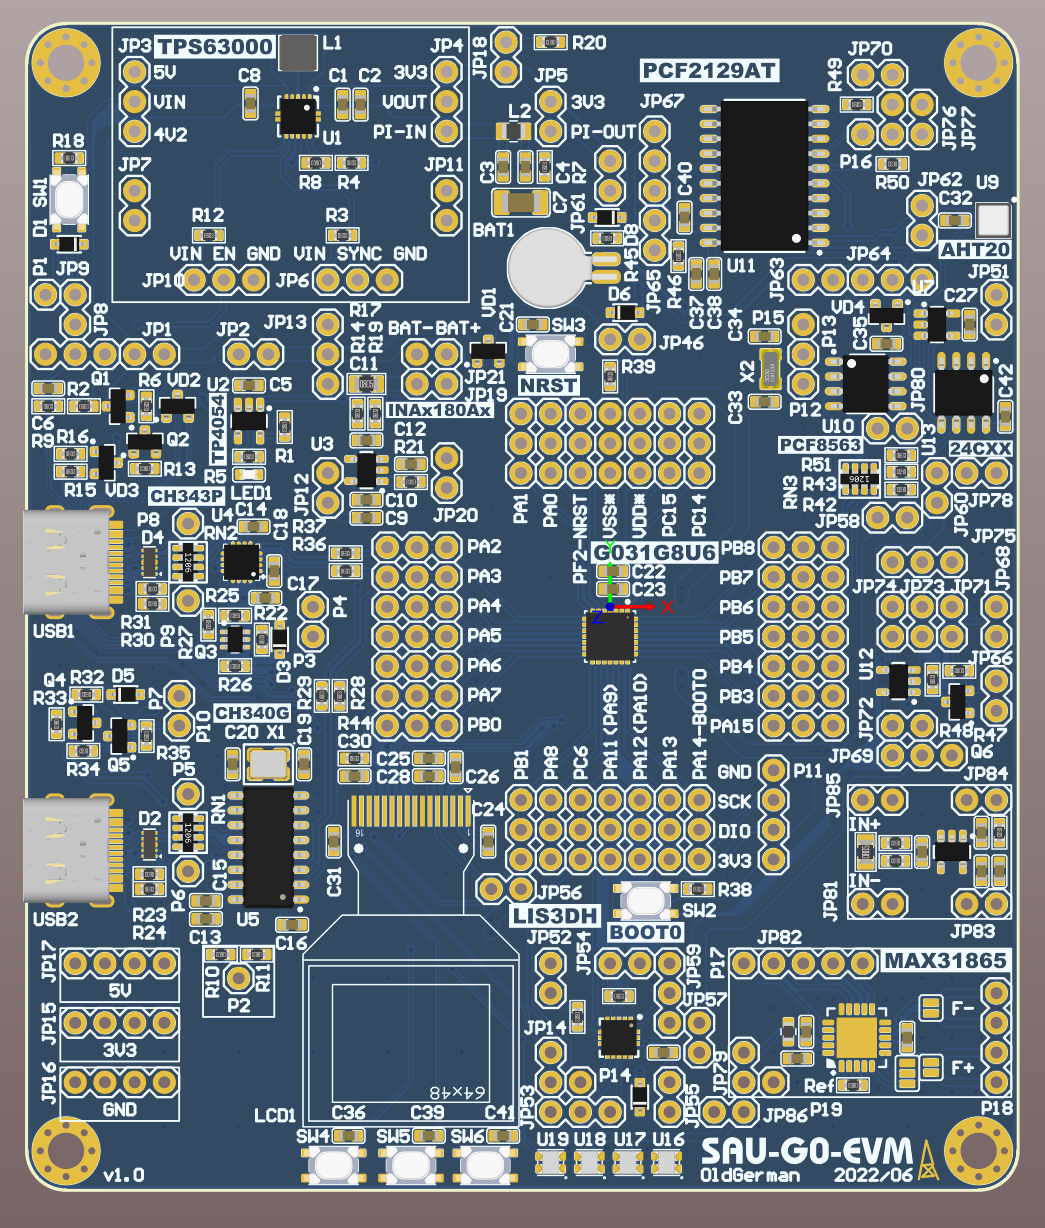 JP3 TPS63000 L1 JP4 JP18 R20 JP70
5V 3V3 JP5 PCF2129AT R49
C8 C1 C2 JP67
VIN VOUT 3V3 JP76 JP77
4V2 U1 PI-IN L2 PI-OUT
R18 P16
JP7 R8 R4 JP11 C3 C4 R7 R50
SW1 C40 JP62 U9
D1 R12 R3 C7 JP61 C32
BAT1 D8 AHT20
VIN EN GND VIN SYNC GND R45 U11
P1 JP9 JP10 JP6 JP65 R46 JP63 JP64 JP51
JP8 VD1 C21 D6 C37 C38 VD4 U7 C27
JP1 JP2 JP13 R17 R14 R19 BAT- BAT+ SW3 JP46 C34 P15 P13 C35
Q1 R6 VD2 U2 C5 C11 JP21 NRST R39 X2 JP80 C42
R2 0805 JP19 P12
C6 TP4054 INAx180Ax C33 U10
R9 R16 Q2 R1 U3 C12 R21 PCF8563 U13 24CXX
R15 VD3 R13 R5 R51
CH343P LED1 JP12 C10 JP20 PA1 PA0 PF2-NRST VSS* VDD* PC15 PC14 RN3 R43 R42 1206 JP60 JP78
P8 U4 C14 C18 C9 JP58
D4 RN2 R37 R36 PA2 G031G8U6 PB8 JP75
1206 C17 PA3 Y C22 PB7 JP68
R25 R22 P4 PA4 C23 X PB6 JP74 JP73 JP71
USB1 R31 R30 P9 R27 Q3 Z
D3 P3 PA5 PB5
R26 PA6 PB4 U12 JP66
Q4 R32 D5 P7 R29 R28 PA7 PB3
R33 CH340G R44 PB0 PA15 JP72 R48 R47
P10 C20 X1 C19 C30 C25 PB1 PA8 PC6 PA11(PA9) PA12(PA10) PA13 PA14-BOOT0 JP69 Q6
R34 Q5 R35 C28 C26 GND P11 JP84
P5 RN1 C24 SCK JP85
D2 1206 16 1 DIO IN+
C15 C31 3V3 IN-
USB2 R23 R24 P6 U5 JP56 R38 JP81
C13 C16 LIS3DH SW2 BOOT0 JP83
JP17 R10 R11 JP52 JP54 JP59 P17 JP82 MAX31865
5V P2 JP57
JP15 JP14 F-
3V3
JP16 P14 JP79 F+
GND 64x48 JP53 JP55 Ref
LCD1 C36 C39 C41 JP86 P19 P18
SW4 SW5 SW6 U19 U18 U17 U16 SAU-G0-EVM
v1.0 OldGerman 2022/06